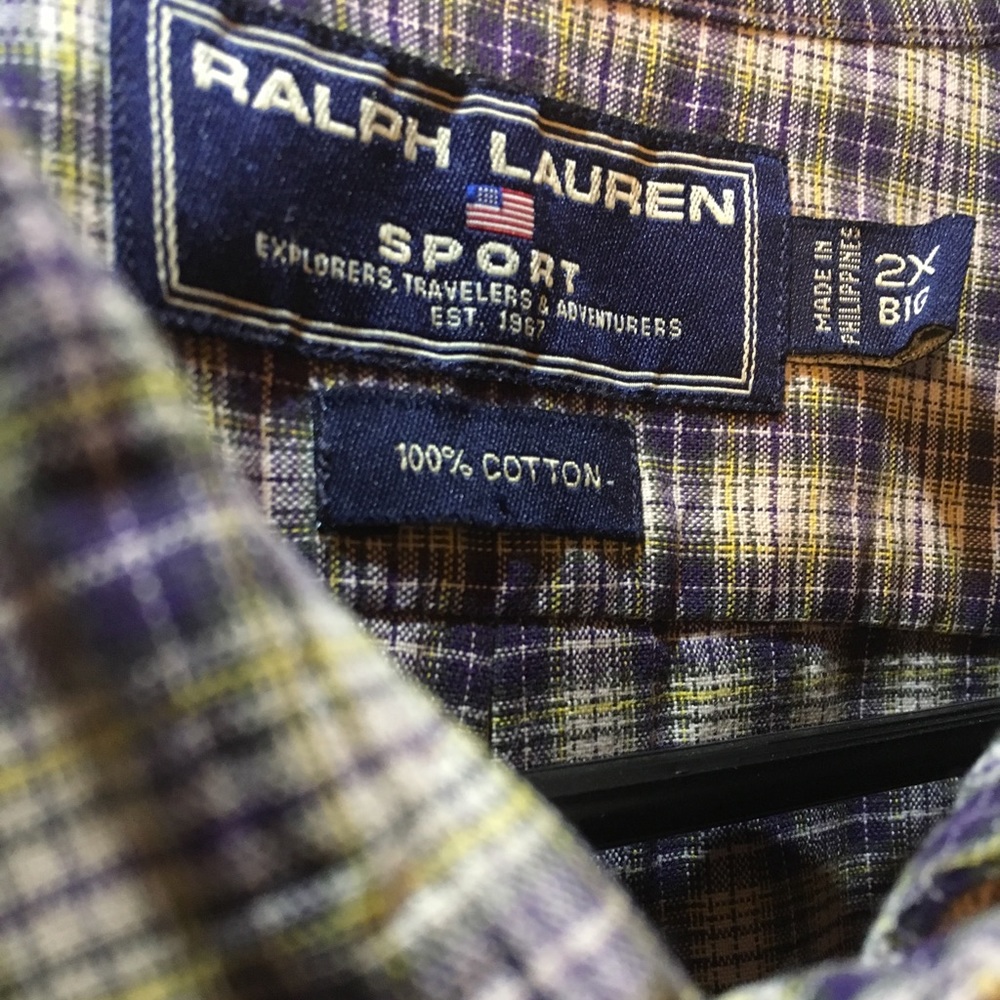 RALPH LAUREN
SPORT
EXPLORERS, TRAVELERS & ADVENTURERS
EST. 1967
MADE IN
PHILIPPINES
2X
BIG
100% COTTON